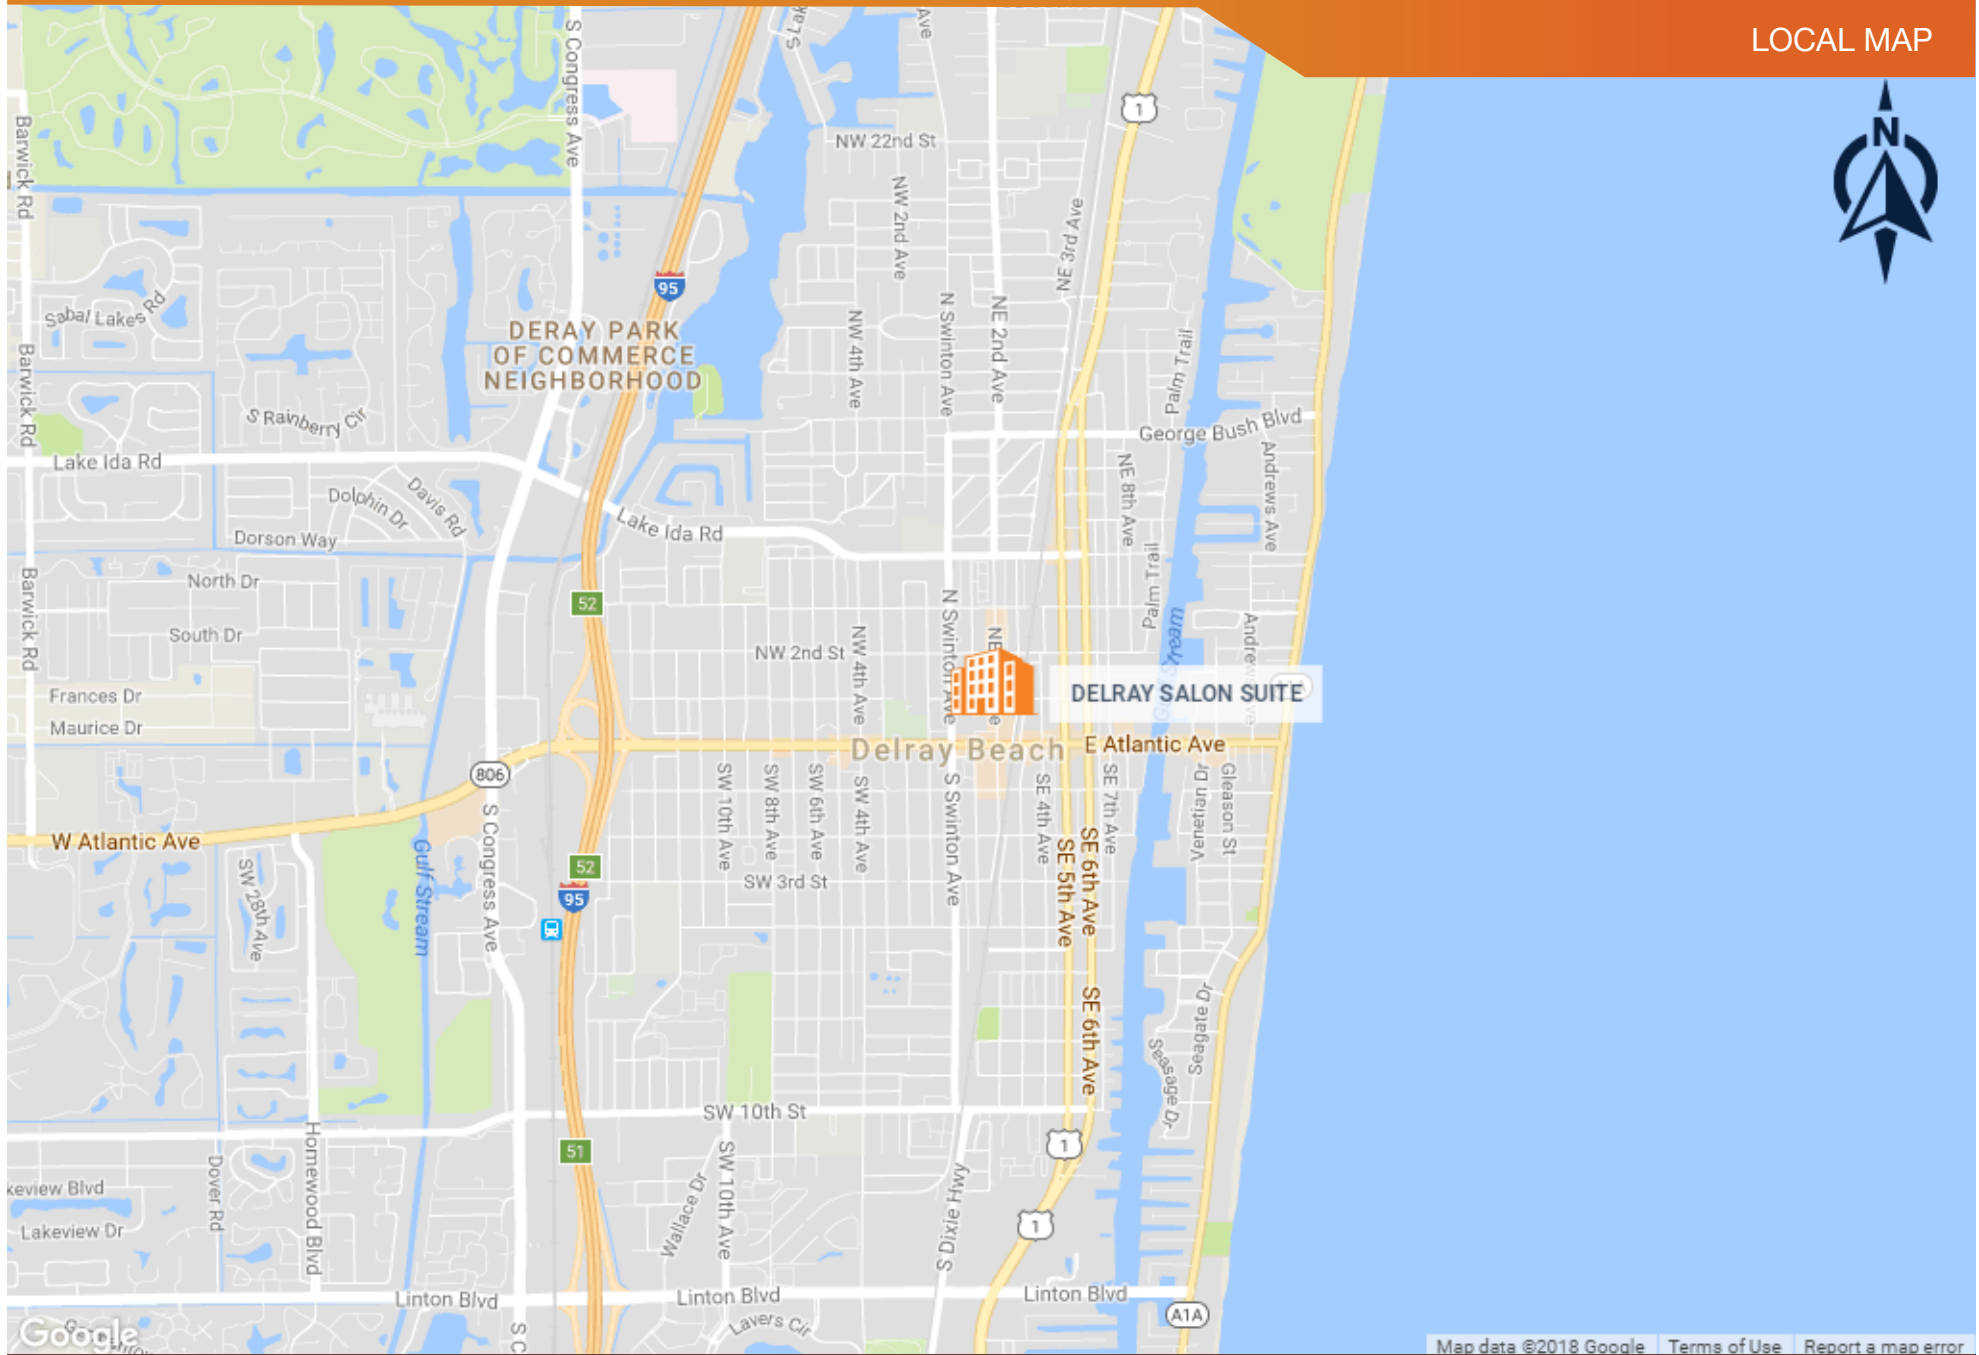 LOCAL MAP
N
S Congress Ave
Ave
1
NW 22nd St
Barwick Rd
NW 2nd Ave
NE 3rd Ave
95
Sabal Lakes Rd
DERAY PARK
OF COMMERCE
NEIGHBORHOOD
NW 4th Ave
N Swinton Ave
NE 2nd Ave
Palm Trail
Barwick Rd
S Rainberry Cir
George Bush Blvd
Lake Ida Rd
Dolphin Dr
Davis Rd
NE 8th Ave
Andrews Ave
Lake Ida Rd
Dorson Way
North Dr
Barwick Rd
52
Palm Trail
South Dr
NW 2nd St
NW 4th Ave
N Swinton Ave
NE
DELRAY SALON SUITE
Frances Dr
Maurice Dr
Delray Beach
E Atlantic Ave
806
W Atlantic Ave
SW 10th Ave
SW 8th Ave
SW 6th Ave
SW 4th Ave
S Swinton Ave
SE 4th Ave
SE 7th Ave
Venetian Dr
Gleason St
S Congress Ave
Gulf Stream
SW 28th Ave
52
95
SW 3rd St
SE 5th Ave
SE 6th Ave
SE 6th Ave
Seagate Dr
Seasage Dr
SW 10th St
51
1
Homewood Blvd
Dover Rd
SW 10th Ave
Wallace Dr
S Dixie Hwy
keview Blvd
Lakeview Dr
1
Linton Blvd
Linton Blvd
Linton Blvd
A1A
Lavers Cir
S C
Google
Map data ©2018 Google
Terms of Use
Report a map error